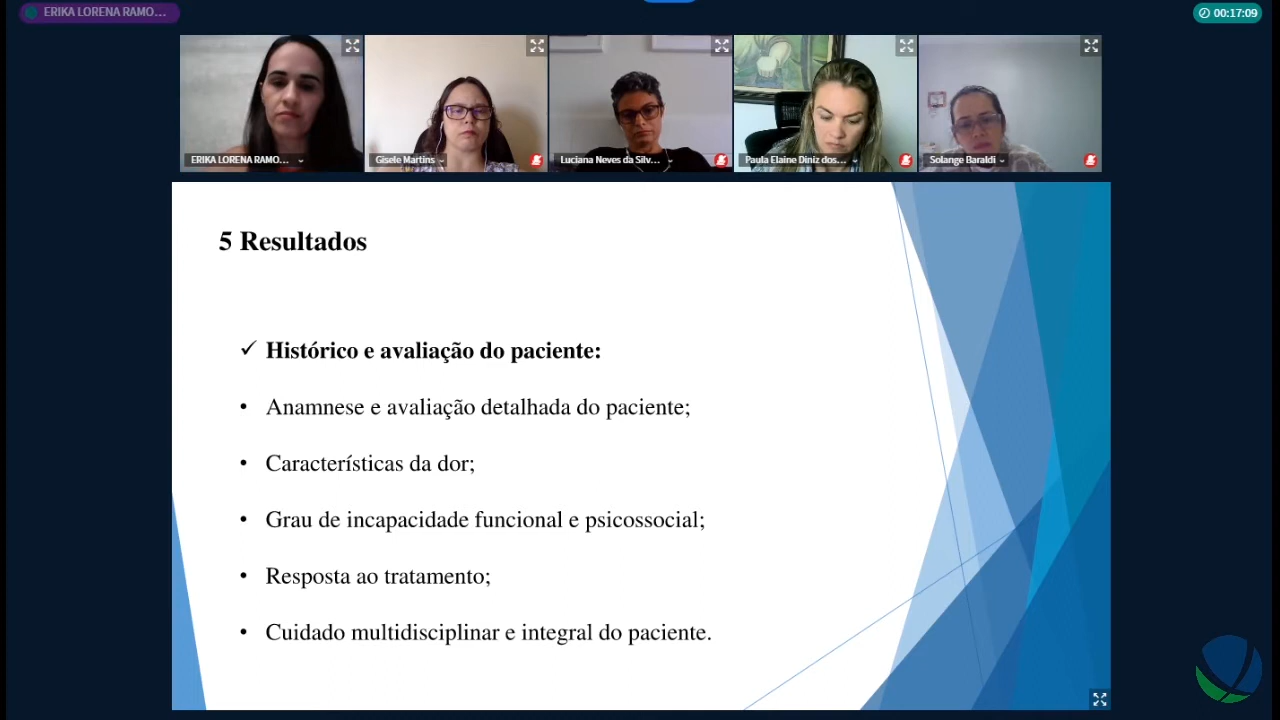 ERIKA LORENA RAMO...
00:17:09
ERIKA LORENA RAMO...
Gisele Martins
Luciana Neves da Silv...
Paula Elaine Diniz dos...
Solange Baraldi
5 Resultados
✓ Histórico e avaliação do paciente:
• Anamnese e avaliação detalhada do paciente;
• Características da dor;
• Grau de incapacidade funcional e psicossocial;
• Resposta ao tratamento;
• Cuidado multidisciplinar e integral do paciente.